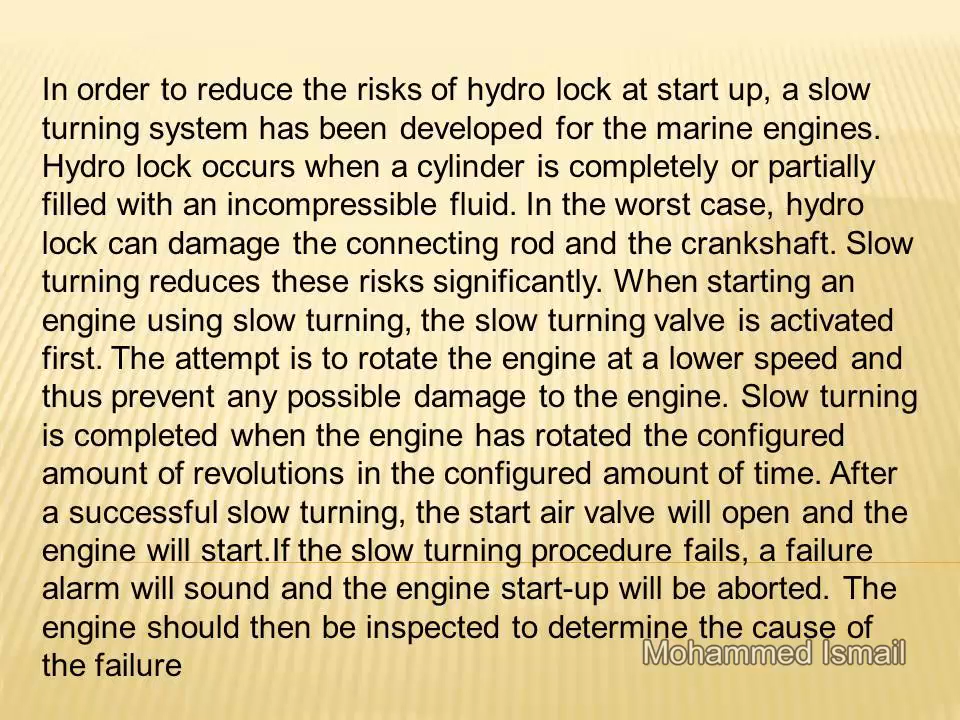 In order to reduce the risks of hydro lock at start up, a slow
turning system has been developed for the marine engines.
Hydro lock occurs when a cylinder is completely or partially
filled with an incompressible fluid. In the worst case, hydro
lock can damage the connecting rod and the crankshaft. Slow
turning reduces these risks significantly. When starting an
engine using slow turning, the slow turning valve is activated
first. The attempt is to rotate the engine at a lower speed and
thus prevent any possible damage to the engine. Slow turning
is completed when the engine has rotated the configured
amount of revolutions in the configured amount of time. After
a successful slow turning, the start air valve will open and the
engine will start.If the slow turning procedure fails, a failure
alarm will sound and the engine start-up will be aborted. The
engine should then be inspected to determine the cause of
the failure
Mohammed Ismail